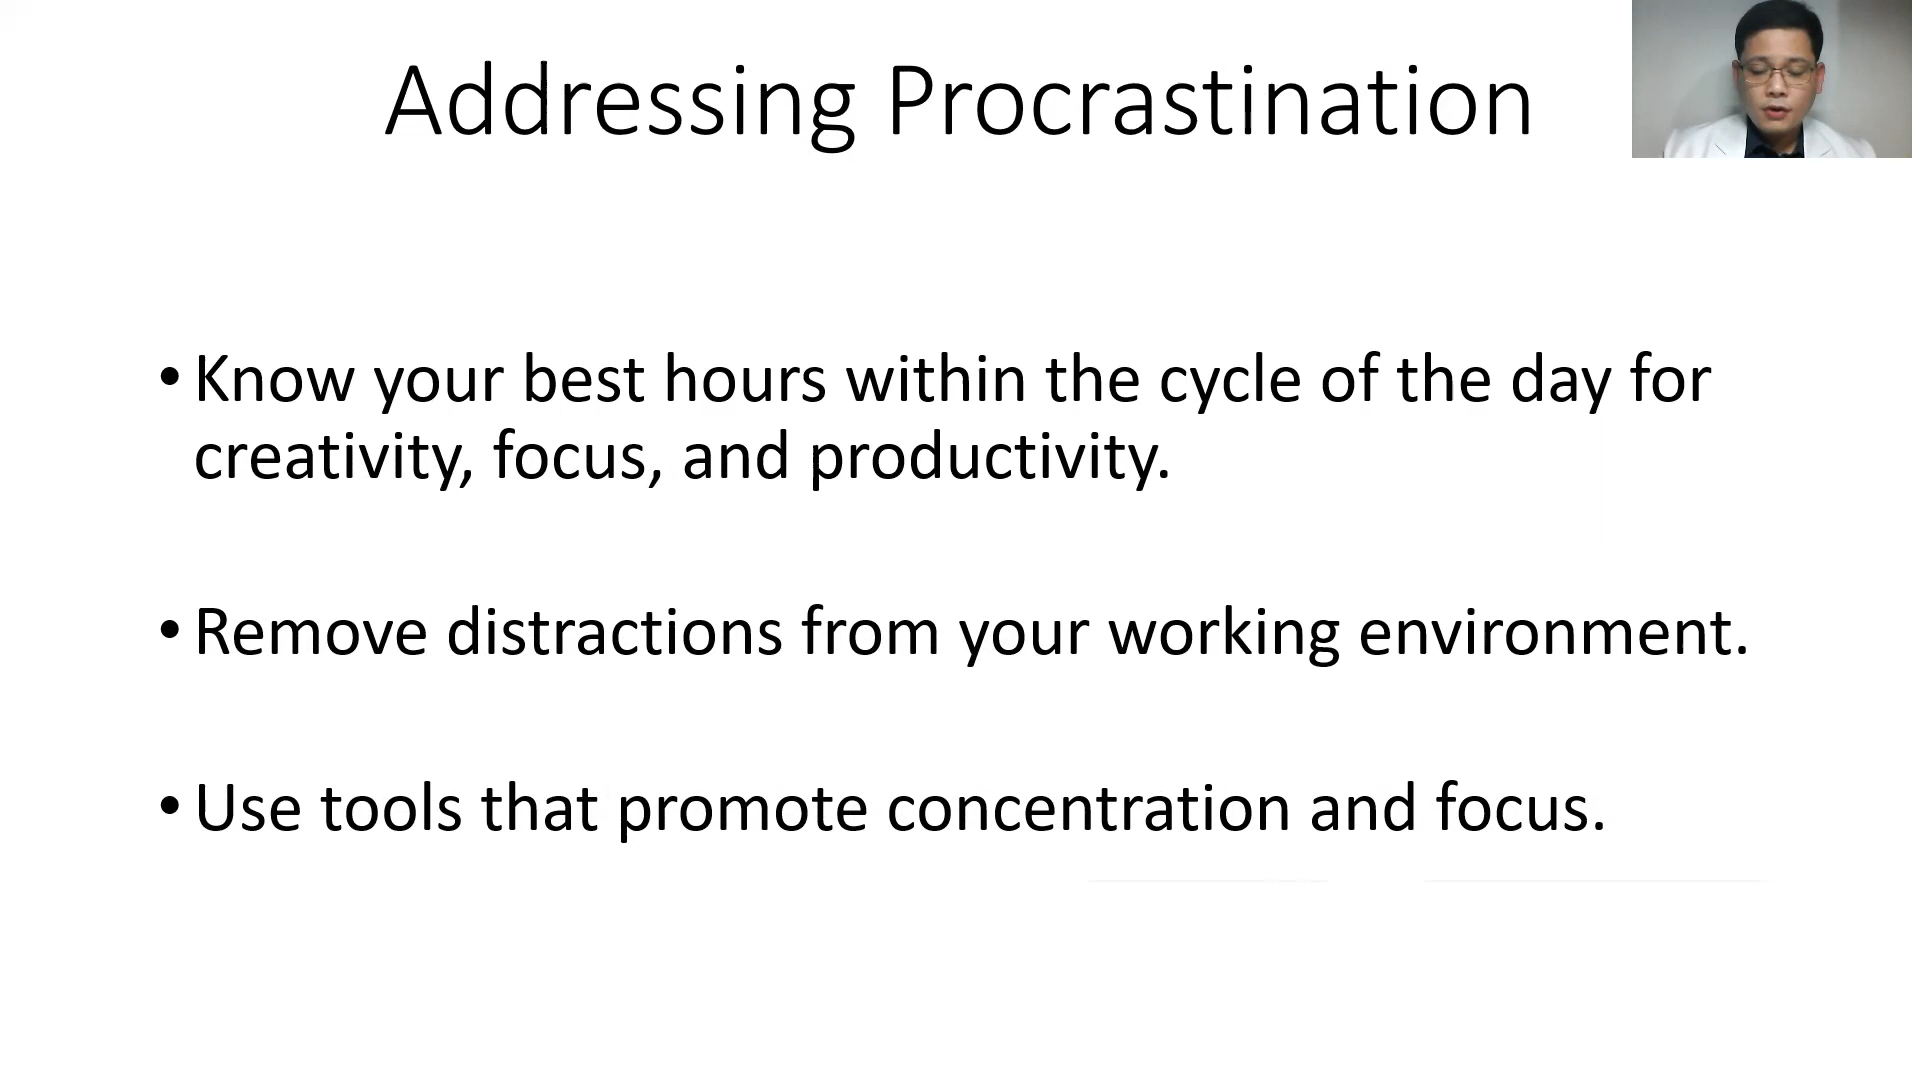 Addressing Procrastination
• Know your best hours within the cycle of the day for
creativity, focus, and productivity.
• Remove distractions from your working environment.
• Use tools that promote concentration and focus.